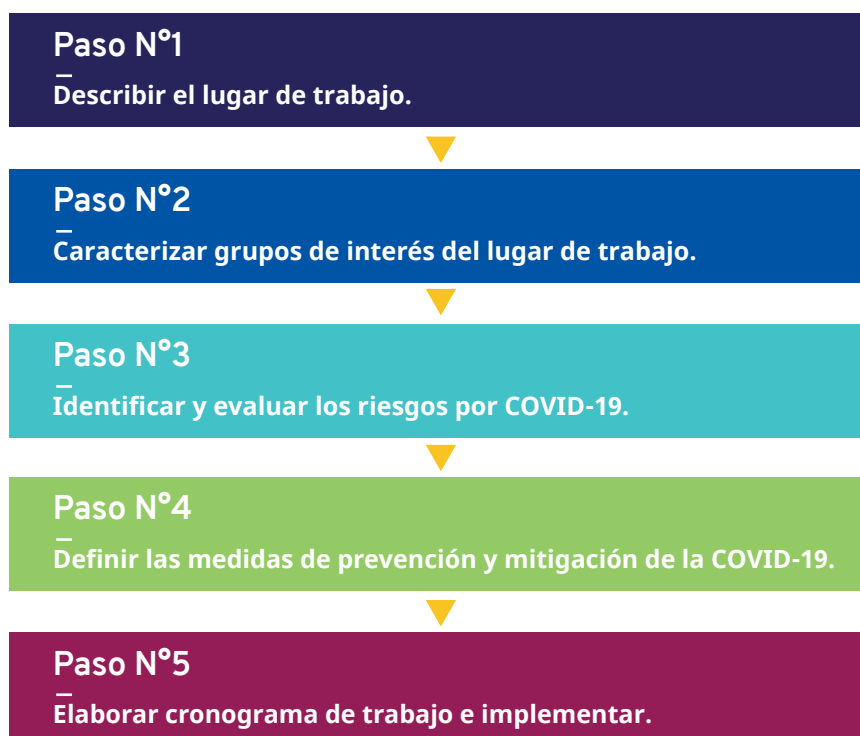 Paso N°1
Describir el lugar de trabajo.
Paso N°2
Caracterizar grupos de interés del lugar de trabajo.
Paso N°3
Identificar y evaluar los riesgos por COVID-19.
Paso N°4
Definir las medidas de prevención y mitigación de la COVID-19.
Paso N°5
Elaborar cronograma de trabajo e implementar.